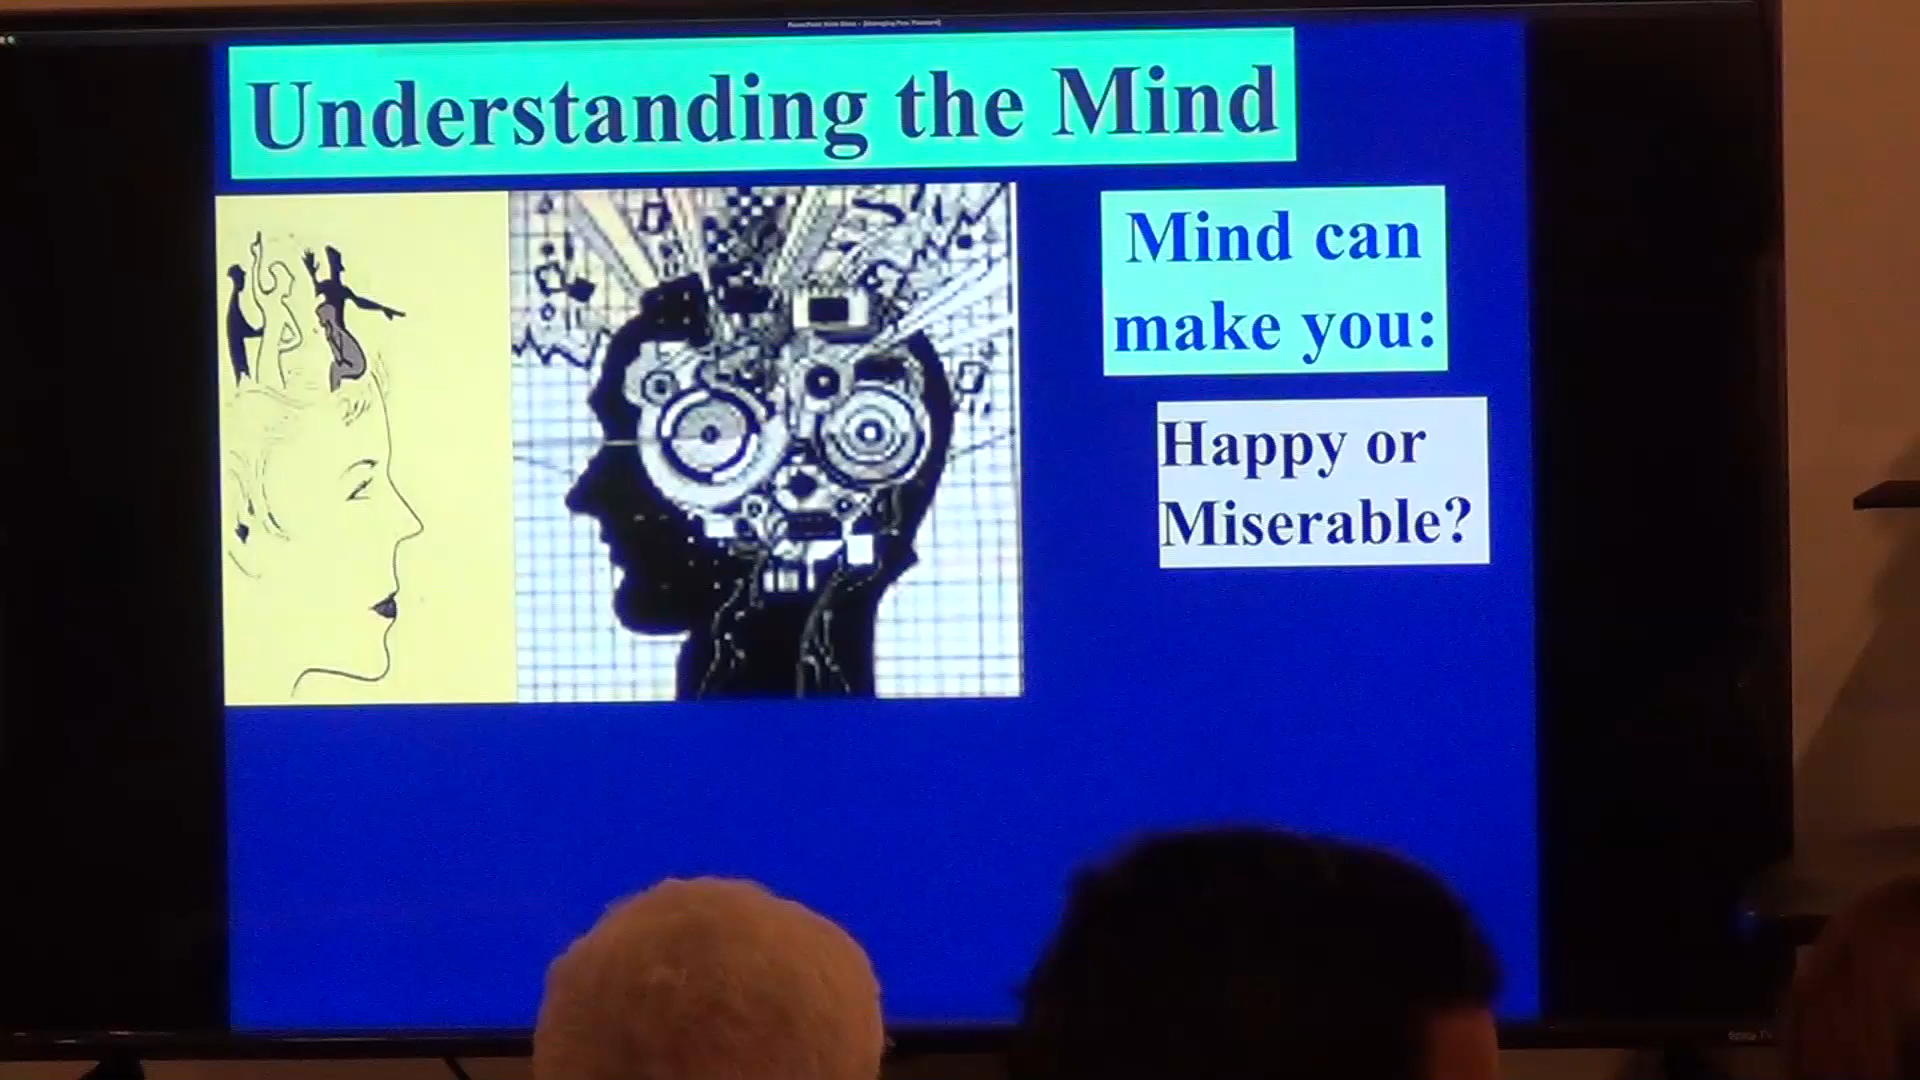 Understanding the Mind
Mind can
make you:
Happy or
Miserable?